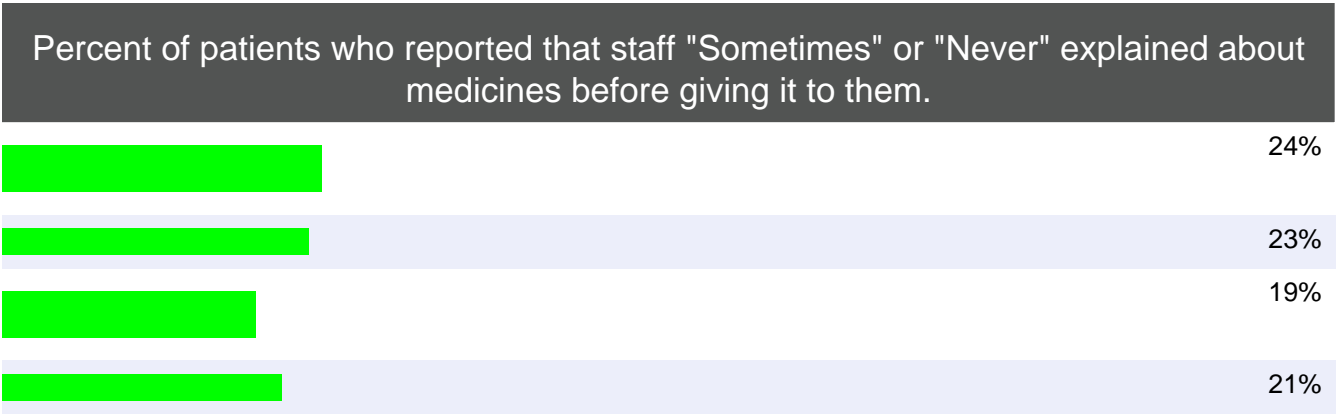 Percent of patients who reported that staff "Sometimes" or "Never" explained about
medicines before giving it to them.
24%
23%
19%
21%